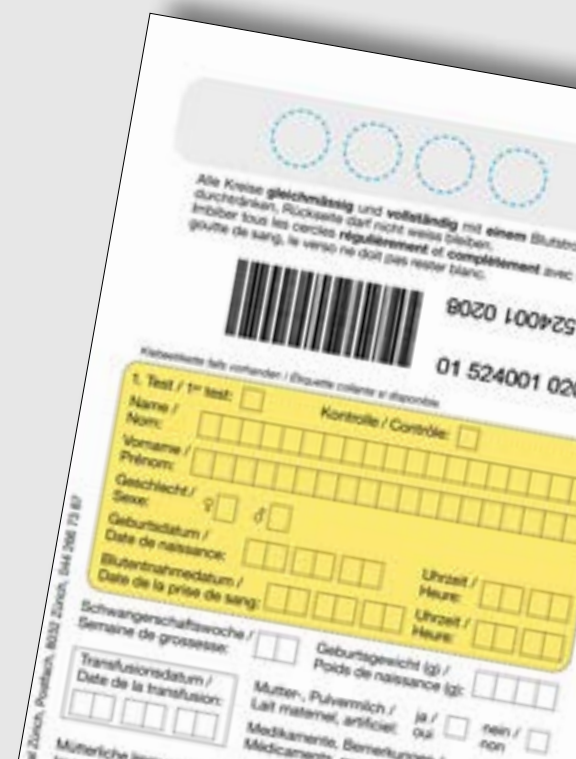 Alle Kreise gleichmässig und vollständig mit einem
durchtränken, Rückseite darf nicht weiss bleiben.
Imbiber tous les cercles régulièrement et complètement avec
goutte de sang, le verso ne doit pas rester blanc.
524001 0208
01 524001 020
Klebeetikette falls vorhanden / Etiquette collante si disponible
1. Test / 1er test:
Kontrolle / Contrôle:
Name /
Nom:
Vorname /
Prénom:
Geschlecht /
Sexe: ♀ ♂
Geburtsdatum /
Date de naissance:
Uhrzeit /
Heure:
Blutentnahmedatum /
Date de la prise de sang:
Uhrzeit /
Heure:
Schwangerschaftswoche /
Semaine de grossesse:
Geburtsgewicht (g) /
Poids de naissance (g):
Transfusionsdatum /
Date de la transfusion:
Mutter-, Pulvermilch /
Lait maternel, artificiel:
ja /
oui
nein /
non
Medikamente, Bemerkungen /
Médicaments,
Mütterliche
Zürich, Postfach, 8032 Zürich, 044 266 73 67